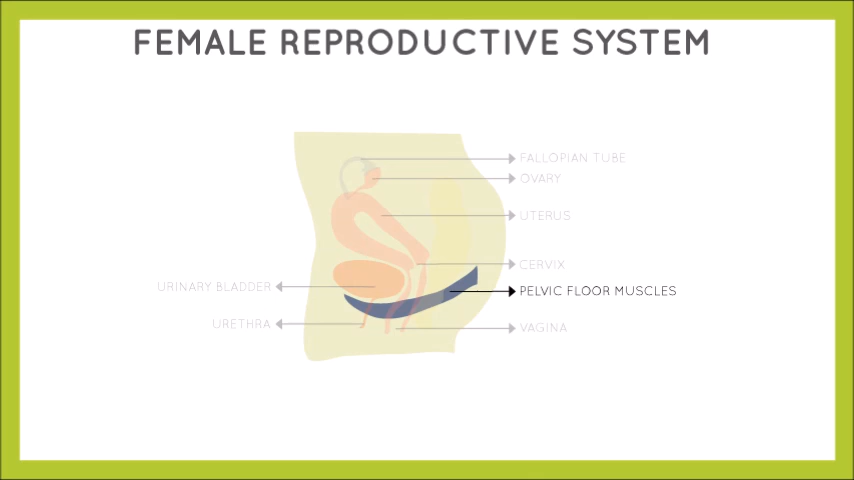 FEMALE REPRODUCTIVE SYSTEM
FALLOPIAN TUBE
OVARY
UTERUS
CERVIX
URINARY BLADDER
PELVIC FLOOR MUSCLES
URETHRA
VAGINA